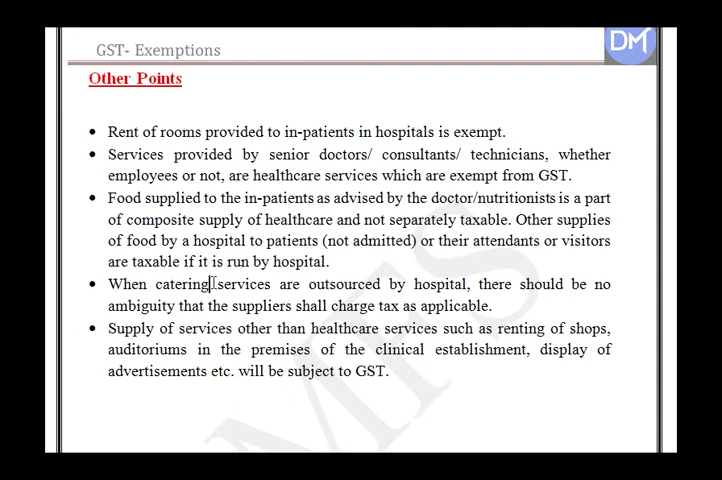 GST- Exemptions
DM
Other Points
• Rent of rooms provided to in-patients in hospitals is exempt.
• Services provided by senior doctors/ consultants/ technicians, whether
employees or not, are healthcare services which are exempt from GST.
• Food supplied to the in-patients as advised by the doctor/nutritionists is a part
of composite supply of healthcare and not separately taxable. Other supplies
of food by a hospital to patients (not admitted) or their attendants or visitors
are taxable if it is run by hospital.
• When catering services are outsourced by hospital, there should be no
ambiguity that the suppliers shall charge tax as applicable.
• Supply of services other than healthcare services such as renting of shops,
auditoriums in the premises of the clinical establishment, display of
advertisements etc. will be subject to GST.
MFS